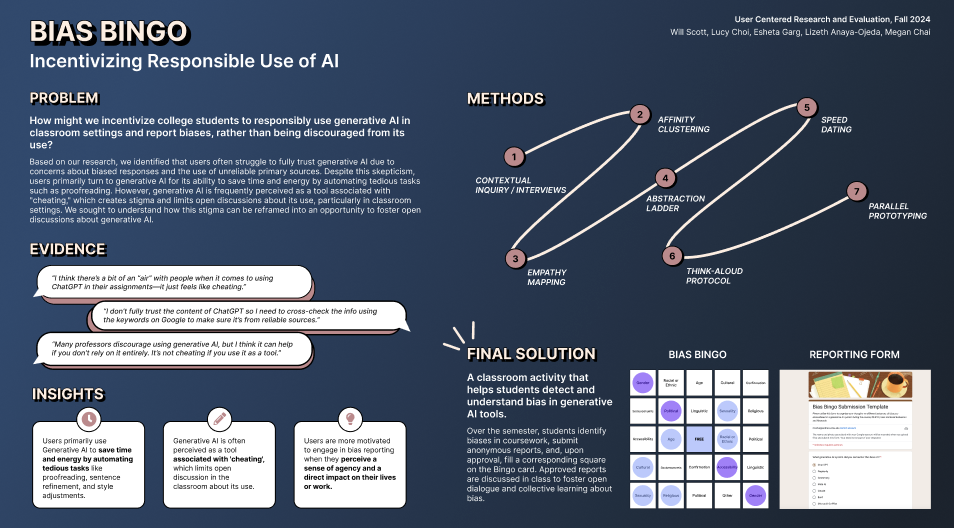 BIAS BINGO
Incentivizing Responsible Use of AI
User Centered Research and Evaluation, Fall 2024
Will Scott, Lucy Choi, Esheta Garg, Lizeth Anaya-Ojeda, Megan Chai
PROBLEM
How might we incentivize college students to responsibly use generative AI in
classroom settings and report biases, rather than being discouraged from its
use?
Based on our research, we identified that users often struggle to fully trust generative AI due to
concerns about biased responses and the use of unreliable primary sources. Despite this skepticism,
users primarily turn to generative AI for its ability to save time and energy by automating tedious tasks
such as proofreading. However, generative AI is frequently perceived as a tool associated with
"cheating," which creates stigma and limits open discussions about its use, particularly in classroom
settings. We sought to understand how this stigma can be reframed into an opportunity to foster open
discussions about generative AI.
EVIDENCE
"I think there's a bit of an "air" with people when it comes to using
ChatGPT in their assignments—it just feels like cheating."
"I don't fully trust the content of ChatGPT so I need to cross-check the info using
the keywords on Google to make sure it's from reliable sources."
"Many professors discourage using generative AI, but I think it can help
if you don't rely on it entirely. It's not cheating if you use it as a tool."
INSIGHTS
Users primarily use
Generative AI to save time
and energy by automating
tedious tasks like
proofreading, sentence
refinement, and style
adjustments.
Generative AI is often
perceived as a tool
associated with 'cheating',
which limits open
discussion in the
classroom about its use.
Users are more motivated
to engage in bias reporting
when they perceive a
sense of agency and a
direct impact on their lives
or work.
METHODS
1
CONTEXTUAL
INQUIRY / INTERVIEWS
2
AFFINITY
CLUSTERING
3
EMPATHY
MAPPING
4
ABSTRACTION
LADDER
5
SPEED
DATING
6
THINK-ALOUD
PROTOCOL
7
PARALLEL
PROTOTYPING
FINAL SOLUTION
A classroom activity that
helps students detect and
understand bias in generative
AI tools.
Over the semester, students identify
biases in coursework, submit
anonymous reports, and, upon
approval, fill a corresponding square
on the Bingo card. Approved reports
are discussed in class to foster open
dialogue and collective learning about
bias.
BIAS BINGO
Gender
Racial or
Ethnic
Age
Cultural
Political
Linguistic
Sexuality
Religious
Accessibility
Age
FREE
Racial or
Ethnic
Political
Cultural
Confirmation
Accessibility
Linguistic
Sexuality
Religious
Political
Other
Gender
REPORTING FORM
Bias Bingo Submission Template